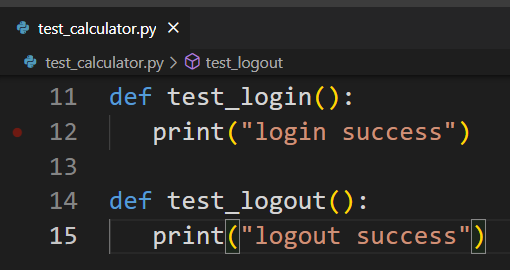 test_calculator.py ×
test_calculator.py > test_logout
11 def test_login():
12    print("login success")
13
14 def test_logout():
15    print("logout success")